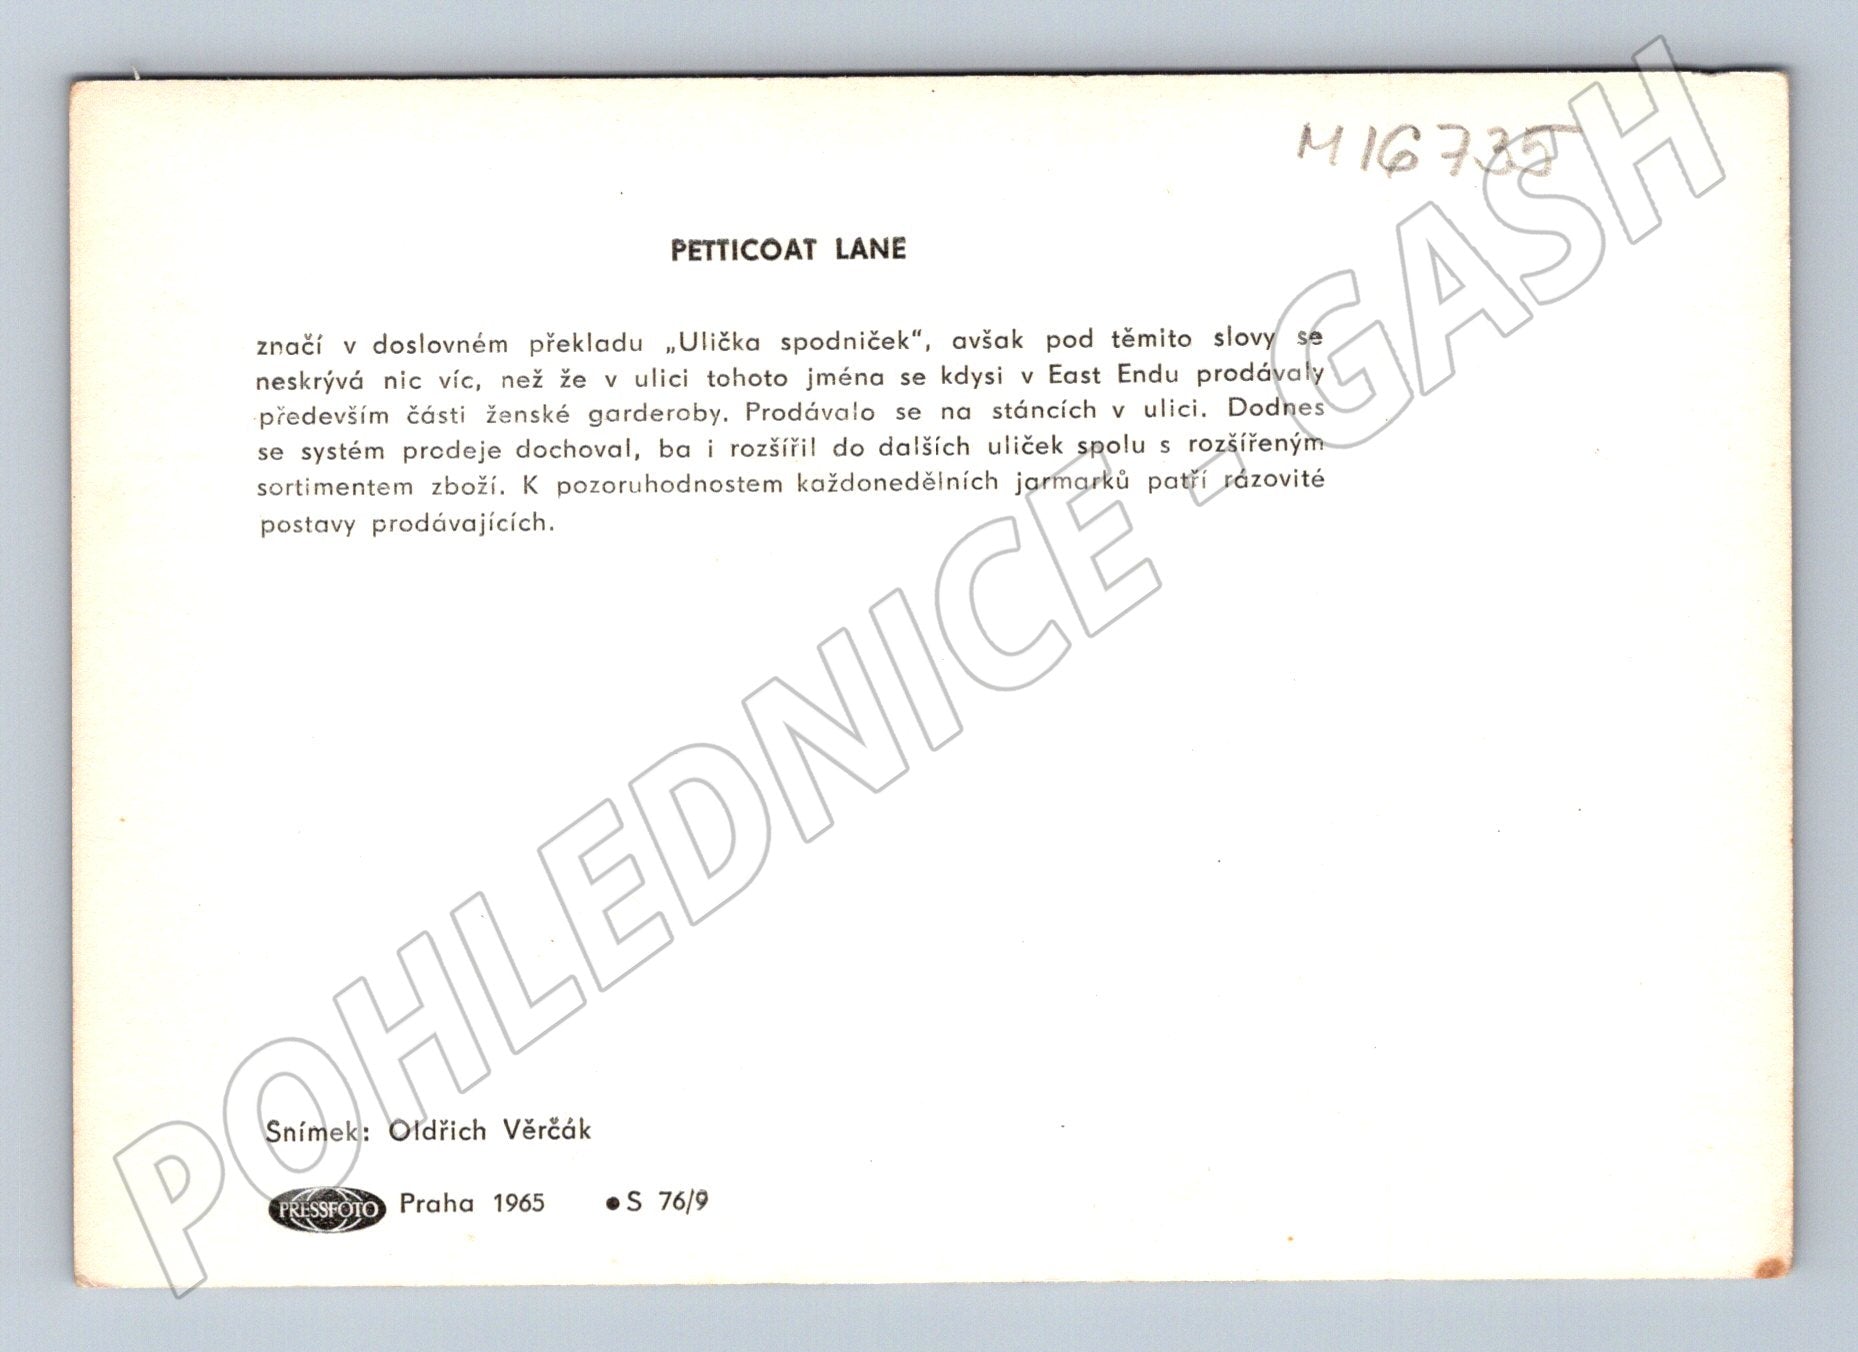 M 16 735
PETTICOAT LANE
značí v doslovném překladu „Ulička spodniček“, avšak pod těmito slovy se
neskrývá nic víc, než že v ulici tohoto jména se kdysi v East Endu prodávaly
především části ženské garderoby. Prodávalo se na stáncích v ulici. Dodnes
se systém prodeje dochoval, ba i rozšířil do dalších uliček spolu s rozšířeným
sortimentem zboží. K pozoruhodnostem každonedělních jarmarků patří rázovité
postavy prodávajících.
POHLEDNICE - GASH
Snímek: Oldřich Věrčák
PRESSFOTO Praha 1965 • S 76/9